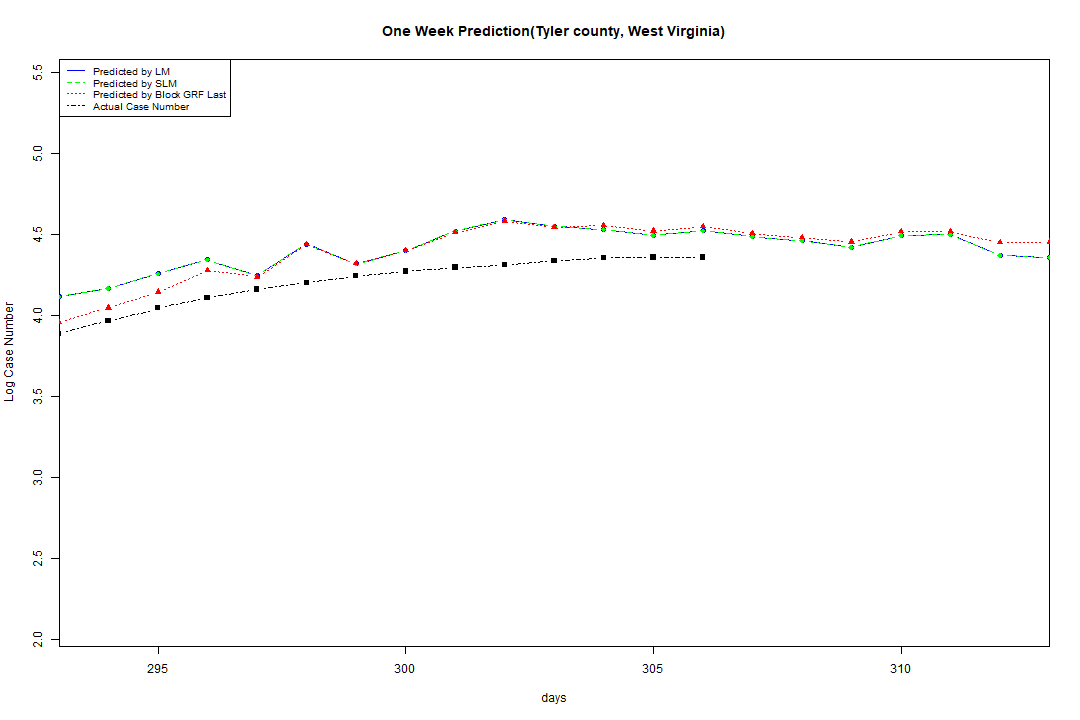 One Week Prediction(Tyler county, West Virginia)
Predicted by LM
Predicted by SLM
Predicted by Block GRF Last
Actual Case Number
5.5
5.0
4.5
4.0
3.5
3.0
2.5
2.0
Log Case Number
295 300 305 310
days